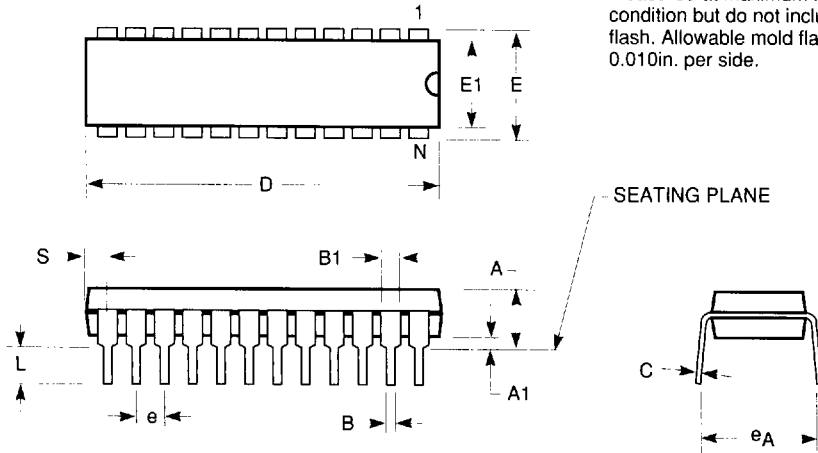 condition but do not inclu
flash. Allowable mold fla
0.010in. per side.
1
E1
E
N
D
SEATING PLANE
S
B1
A
L
A1
C
e
B
eA